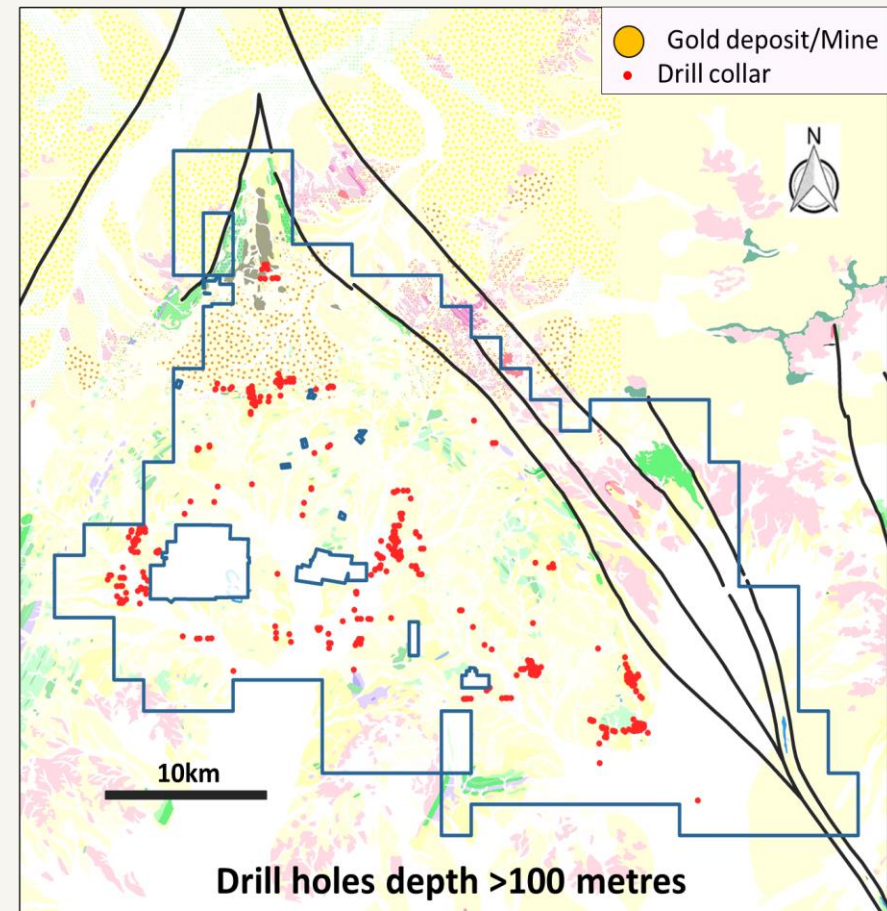 Gold deposit/Mine
Drill collar
N
10km
Drill holes depth >100 metres